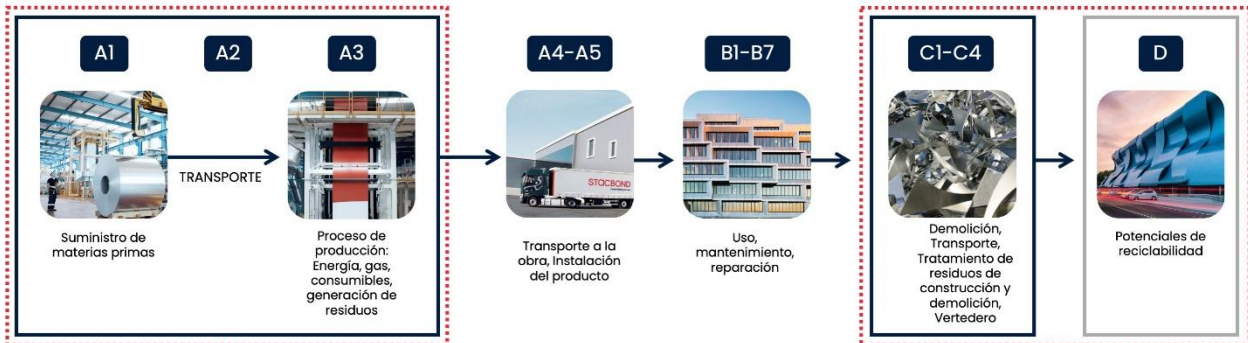 A1
A2
A3
A4-A5
B1-B7
C1-C4
D
TRANSPORTE
STACBOND
Suministro de
materias primas
Proceso de
producción:
Energía, gas,
consumibles,
generación de
residuos
Transporte a la
obra, Instalación
del producto
Uso,
mantenimiento,
reparación
Demolición,
Transporte,
Tratamiento de
residuos de
construcción y
demolición,
Vertedero
Potenciales de
reciclabilidad